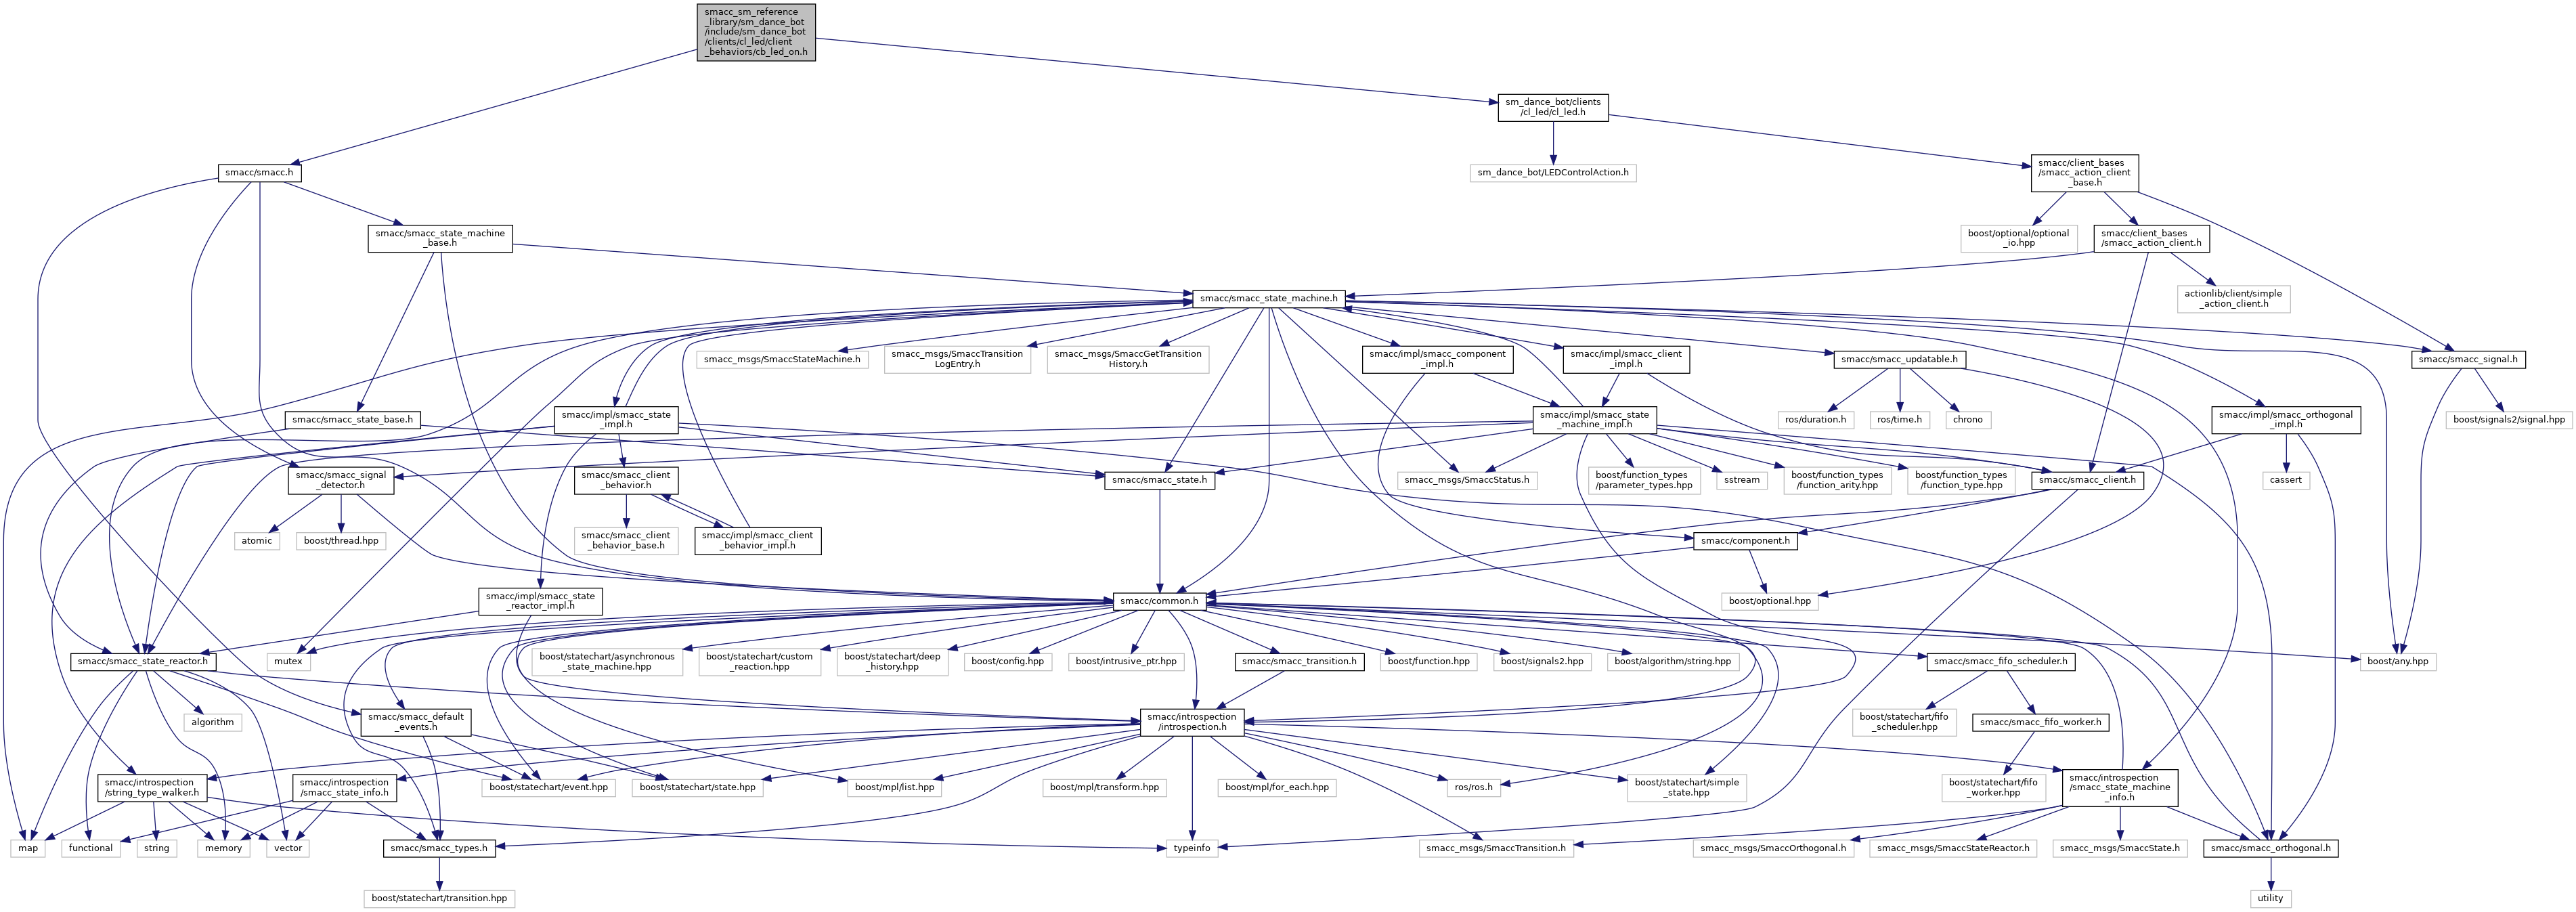 smacc_sm_reference
_library/sm_dance_bot
/include/sm_dance_bot
/clients/cl_led/client
_behaviors/cb_led_on.h
sm_dance_bot/clients
/cl_led/cl_led.h
smacc/smacc.h
sm_dance_bot/LEDControlAction.h
smacc/client_bases
/smacc_action_client
_base.h
smacc/smacc_state_machine
_base.h
boost/optional/optional
_io.hpp
smacc/client_bases
/smacc_action_client.h
smacc/smacc_state_machine.h
actionlib/client/simple
_action_client.h
smacc_msgs/SmaccStateMachine.h
smacc_msgs/SmaccTransition
LogEntry.h
smacc_msgs/SmaccGetTransition
History.h
smacc/impl/smacc_component
_impl.h
smacc/impl/smacc_client
_impl.h
smacc/smacc_updatable.h
smacc/smacc_signal.h
smacc/smacc_state_base.h
smacc/impl/smacc_state
_impl.h
smacc/impl/smacc_state
_machine_impl.h
ros/duration.h
ros/time.h
chrono
smacc/impl/smacc_orthogonal
_impl.h
boost/signals2/signal.hpp
smacc/smacc_signal
_detector.h
smacc/smacc_client
_behavior.h
smacc/smacc_state.h
smacc_msgs/SmaccStatus.h
boost/function_types
/parameter_types.hpp
sstream
boost/function_types
/function_arity.hpp
boost/function_types
/function_type.hpp
smacc/smacc_client.h
cassert
atomic
boost/thread.hpp
smacc/smacc_client
_behavior_base.h
smacc/impl/smacc_client
_behavior_impl.h
smacc/component.h
smacc/impl/smacc_state
_reactor_impl.h
smacc/common.h
boost/optional.hpp
smacc/smacc_state_reactor.h
mutex
boost/statechart/asynchronous
_state_machine.hpp
boost/statechart/custom
_reaction.hpp
boost/statechart/deep
_history.hpp
boost/config.hpp
boost/intrusive_ptr.hpp
smacc/smacc_transition.h
boost/function.hpp
boost/signals2.hpp
boost/algorithm/string.hpp
smacc/smacc_fifo_scheduler.h
boost/any.hpp
algorithm
smacc/smacc_default
_events.h
smacc/introspection
/introspection.h
boost/statechart/fifo
_scheduler.hpp
smacc/smacc_fifo_worker.h
smacc/introspection
/string_type_walker.h
smacc/introspection
/smacc_state_info.h
boost/statechart/event.hpp
boost/statechart/state.hpp
boost/mpl/list.hpp
boost/mpl/transform.hpp
boost/mpl/for_each.hpp
ros/ros.h
boost/statechart/simple
_state.hpp
boost/statechart/fifo
_worker.hpp
smacc/introspection
/smacc_state_machine
_info.h
map
functional
string
memory
vector
smacc/smacc_types.h
typeinfo
smacc_msgs/SmaccTransition.h
smacc_msgs/SmaccOrthogonal.h
smacc_msgs/SmaccStateReactor.h
smacc_msgs/SmaccState.h
smacc/smacc_orthogonal.h
boost/statechart/transition.hpp
utility